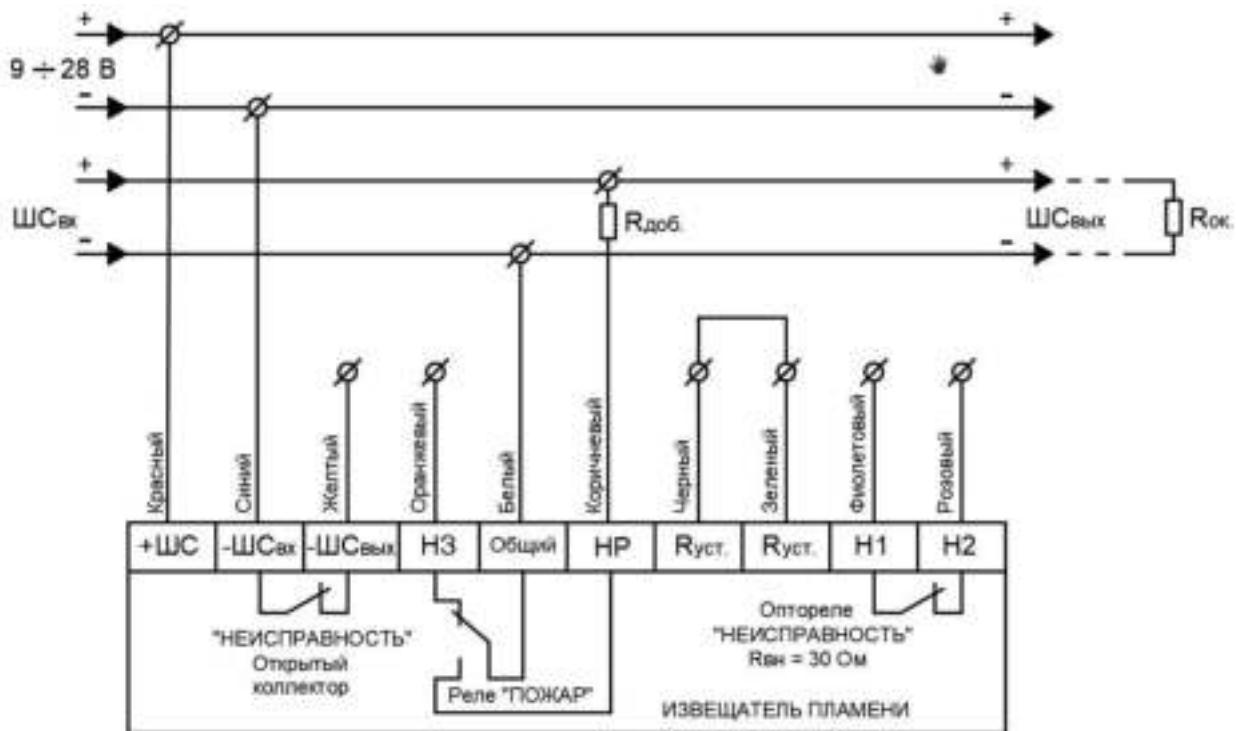 + +
9 ÷ 28 В
- -
+ +
ШСвх Rдоб. ШСвых Rок.
- -
Красный
Синий
Желтый
Оранжевый
Белый
Коричневый
Черный
Зеленый
Фиолетовый
Розовый
+ШС -ШСвх -ШСвых НЗ Общий НР Rуст. Rуст. Н1 Н2
"НЕИСПРАВНОСТЬ"
Открытый
коллектор
Реле "ПОЖАР"
Оптореле
"НЕИСПРАВНОСТЬ"
Rвн = 30 Ом
ИЗВЕЩАТЕЛЬ ПЛАМЕНИ